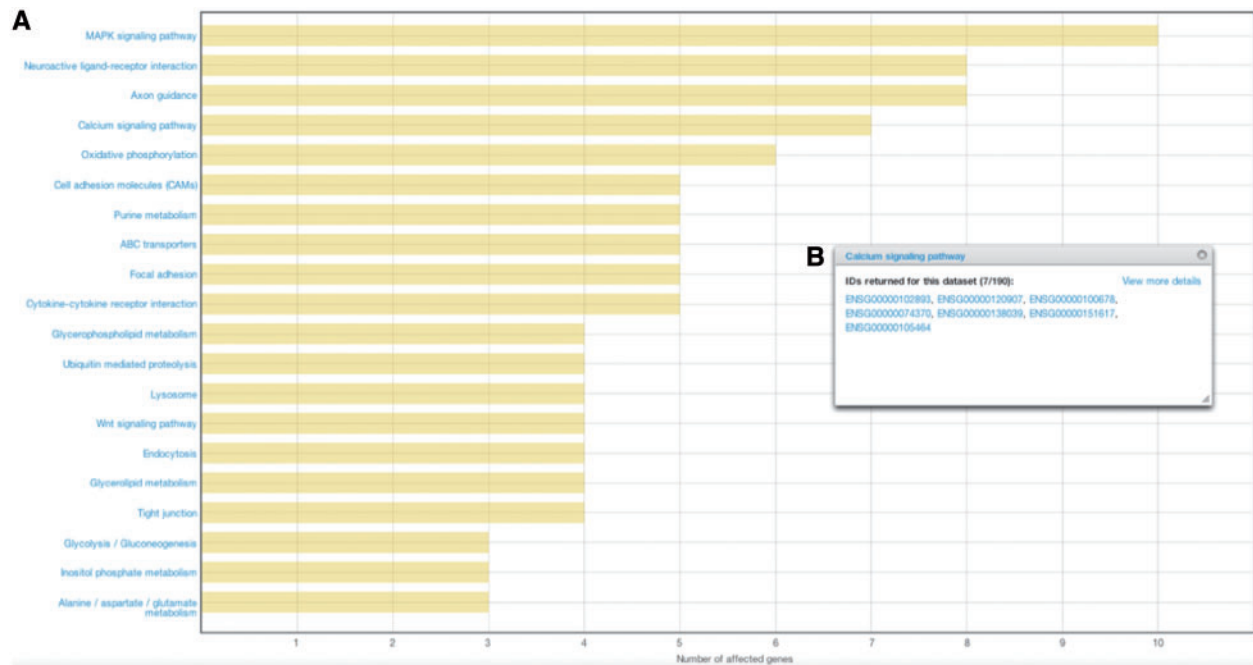 A
MAPK signaling pathway
Neuroactive ligand-receptor interaction
Axon guidance
Calcium signaling pathway
Oxidative phosphorylation
Cell adhesion molecules (CAMs)
Purine metabolism
ABC transporters
Focal adhesion
Cytokine-cytokine receptor interaction
Glycerophospholipid metabolism
Ubiquitin mediated proteolysis
Lysosome
Wnt signaling pathway
Endocytosis
Glycerolipid metabolism
Tight junction
Glycolysis / Gluconeogenesis
Inositol phosphate metabolism
Alanine / aspartate / glutamate
metabolism
1 2 3 4 5 6 7 8 9 10
Number of affected genes
B
Calcium signaling pathway
IDs returned for this dataset (7/190): View more details
ENSG00000102893, ENSG00000120907, ENSG00000100678,
ENSG00000074370, ENSG00000138039, ENSG00000151617,
ENSG00000105464